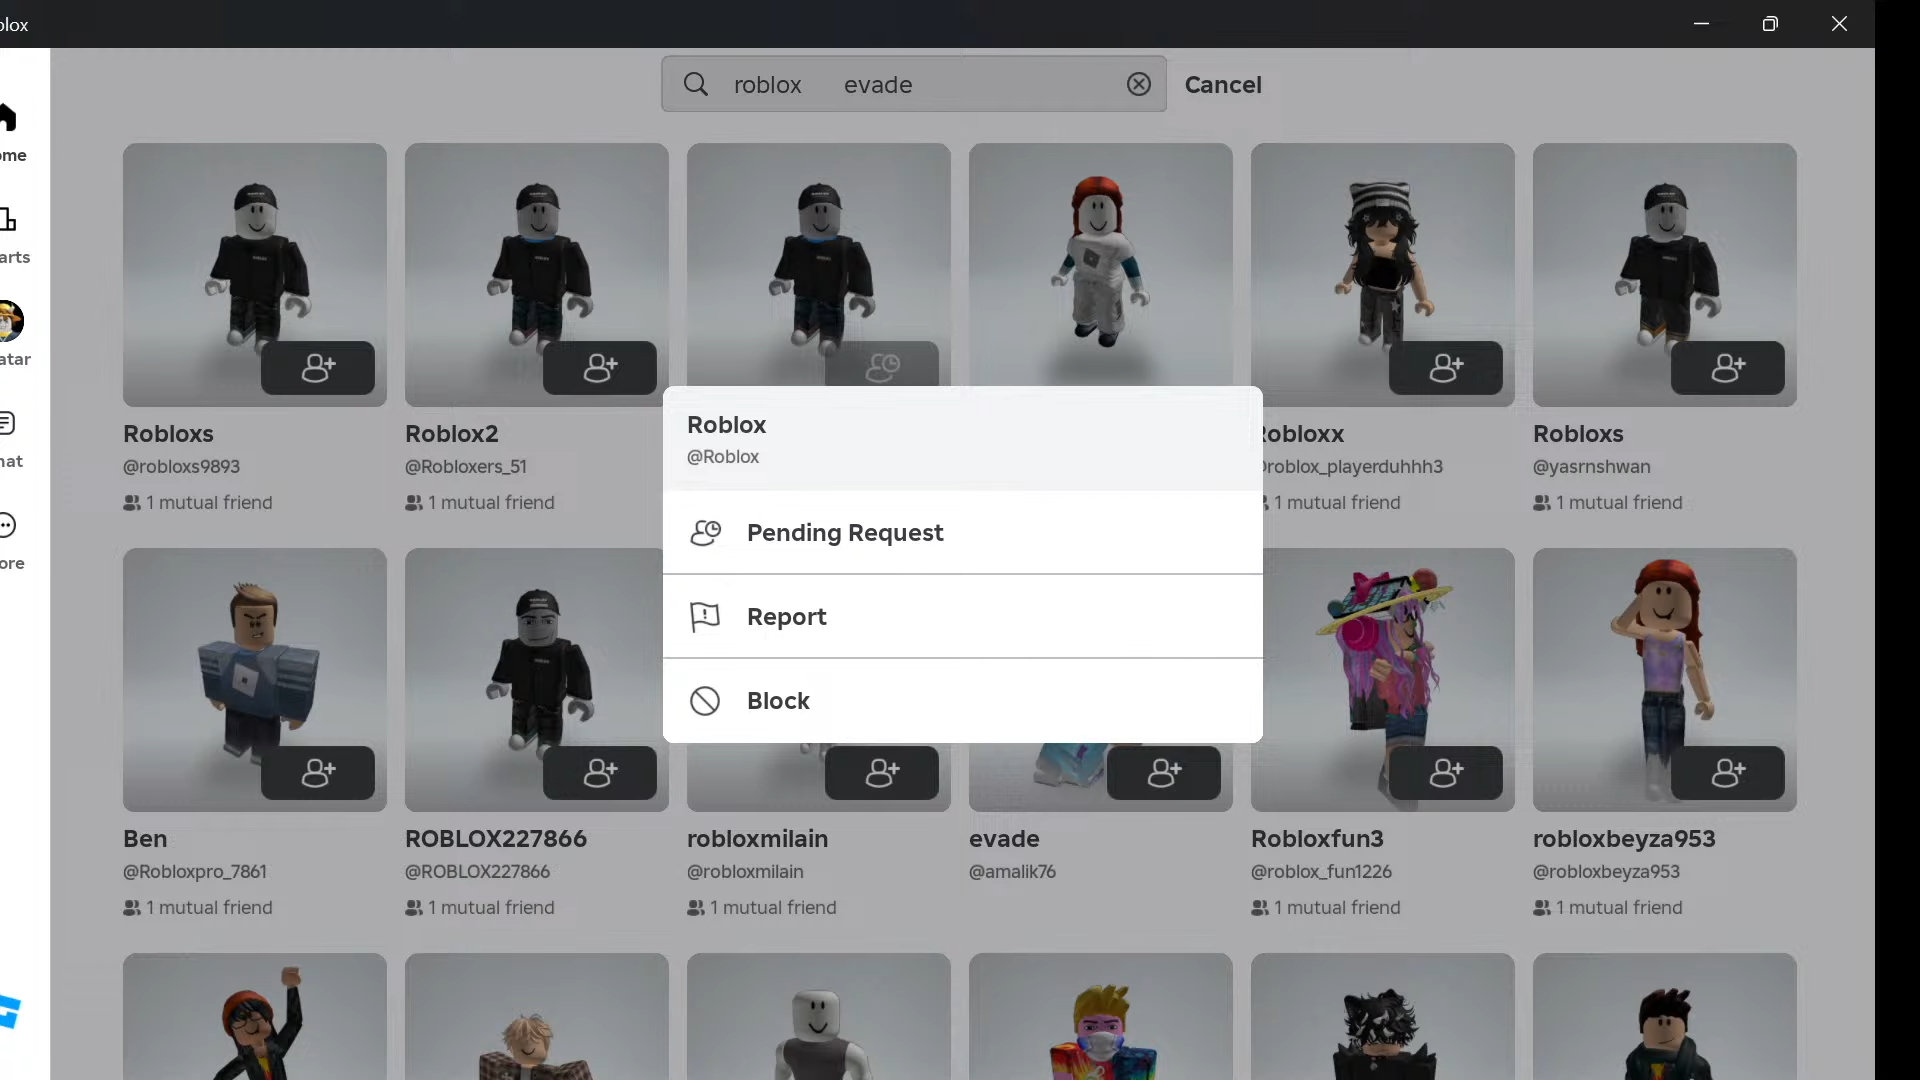 blox
roblox evade
Cancel
ome
arts
atar
hat
ore
Robloxs
@robloxs9893
1 mutual friend
Roblox2
@Robloxers_51
1 mutual friend
Roblox
@Roblox
Pending Request
Report
Block
Robloxx
@roblox_playerduhhh3
1 mutual friend
Robloxs
@yasrnshwan
1 mutual friend
Ben
@Robloxpro_7861
1 mutual friend
ROBLOX227866
@ROBLOX227866
1 mutual friend
robloxmilain
@robloxmilain
1 mutual friend
evade
@amalik76
Robloxfun3
@roblox_fun1226
1 mutual friend
robloxbeyza953
@robloxbeyza953
1 mutual friend